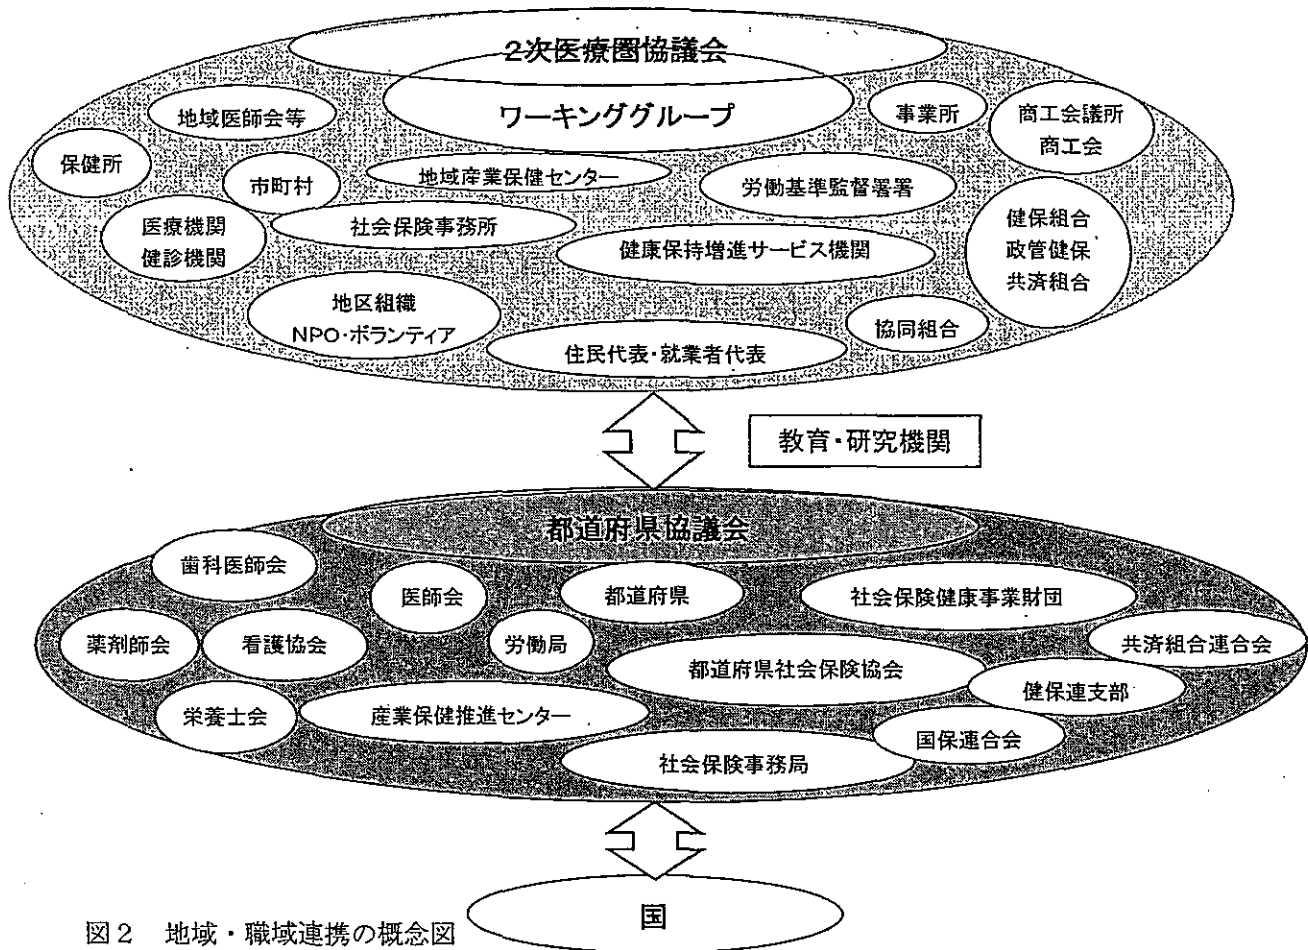 2次医療圏協議会
ワーキンググループ
地域医師会等
事業所
商工会議所
商工会
保健所
市町村
地域産業保健センター
労働基準監督署署
医療機関
健診機関
社会保険事務所
健康保持増進サービス機関
健保組合
政管健保
共済組合
地区組織
NPO・ボランティア
住民代表・就業者代表
協同組合
教育・研究機関
都道府県協議会
歯科医師会
医師会
都道府県
社会保険健康事業財団
薬剤師会
看護協会
労働局
都道府県社会保険協会
共済組合連合会
健保連支部
栄養士会
産業保健推進センター
国保連合会
社会保険事務局
国
図2 地域・職域連携の概念図